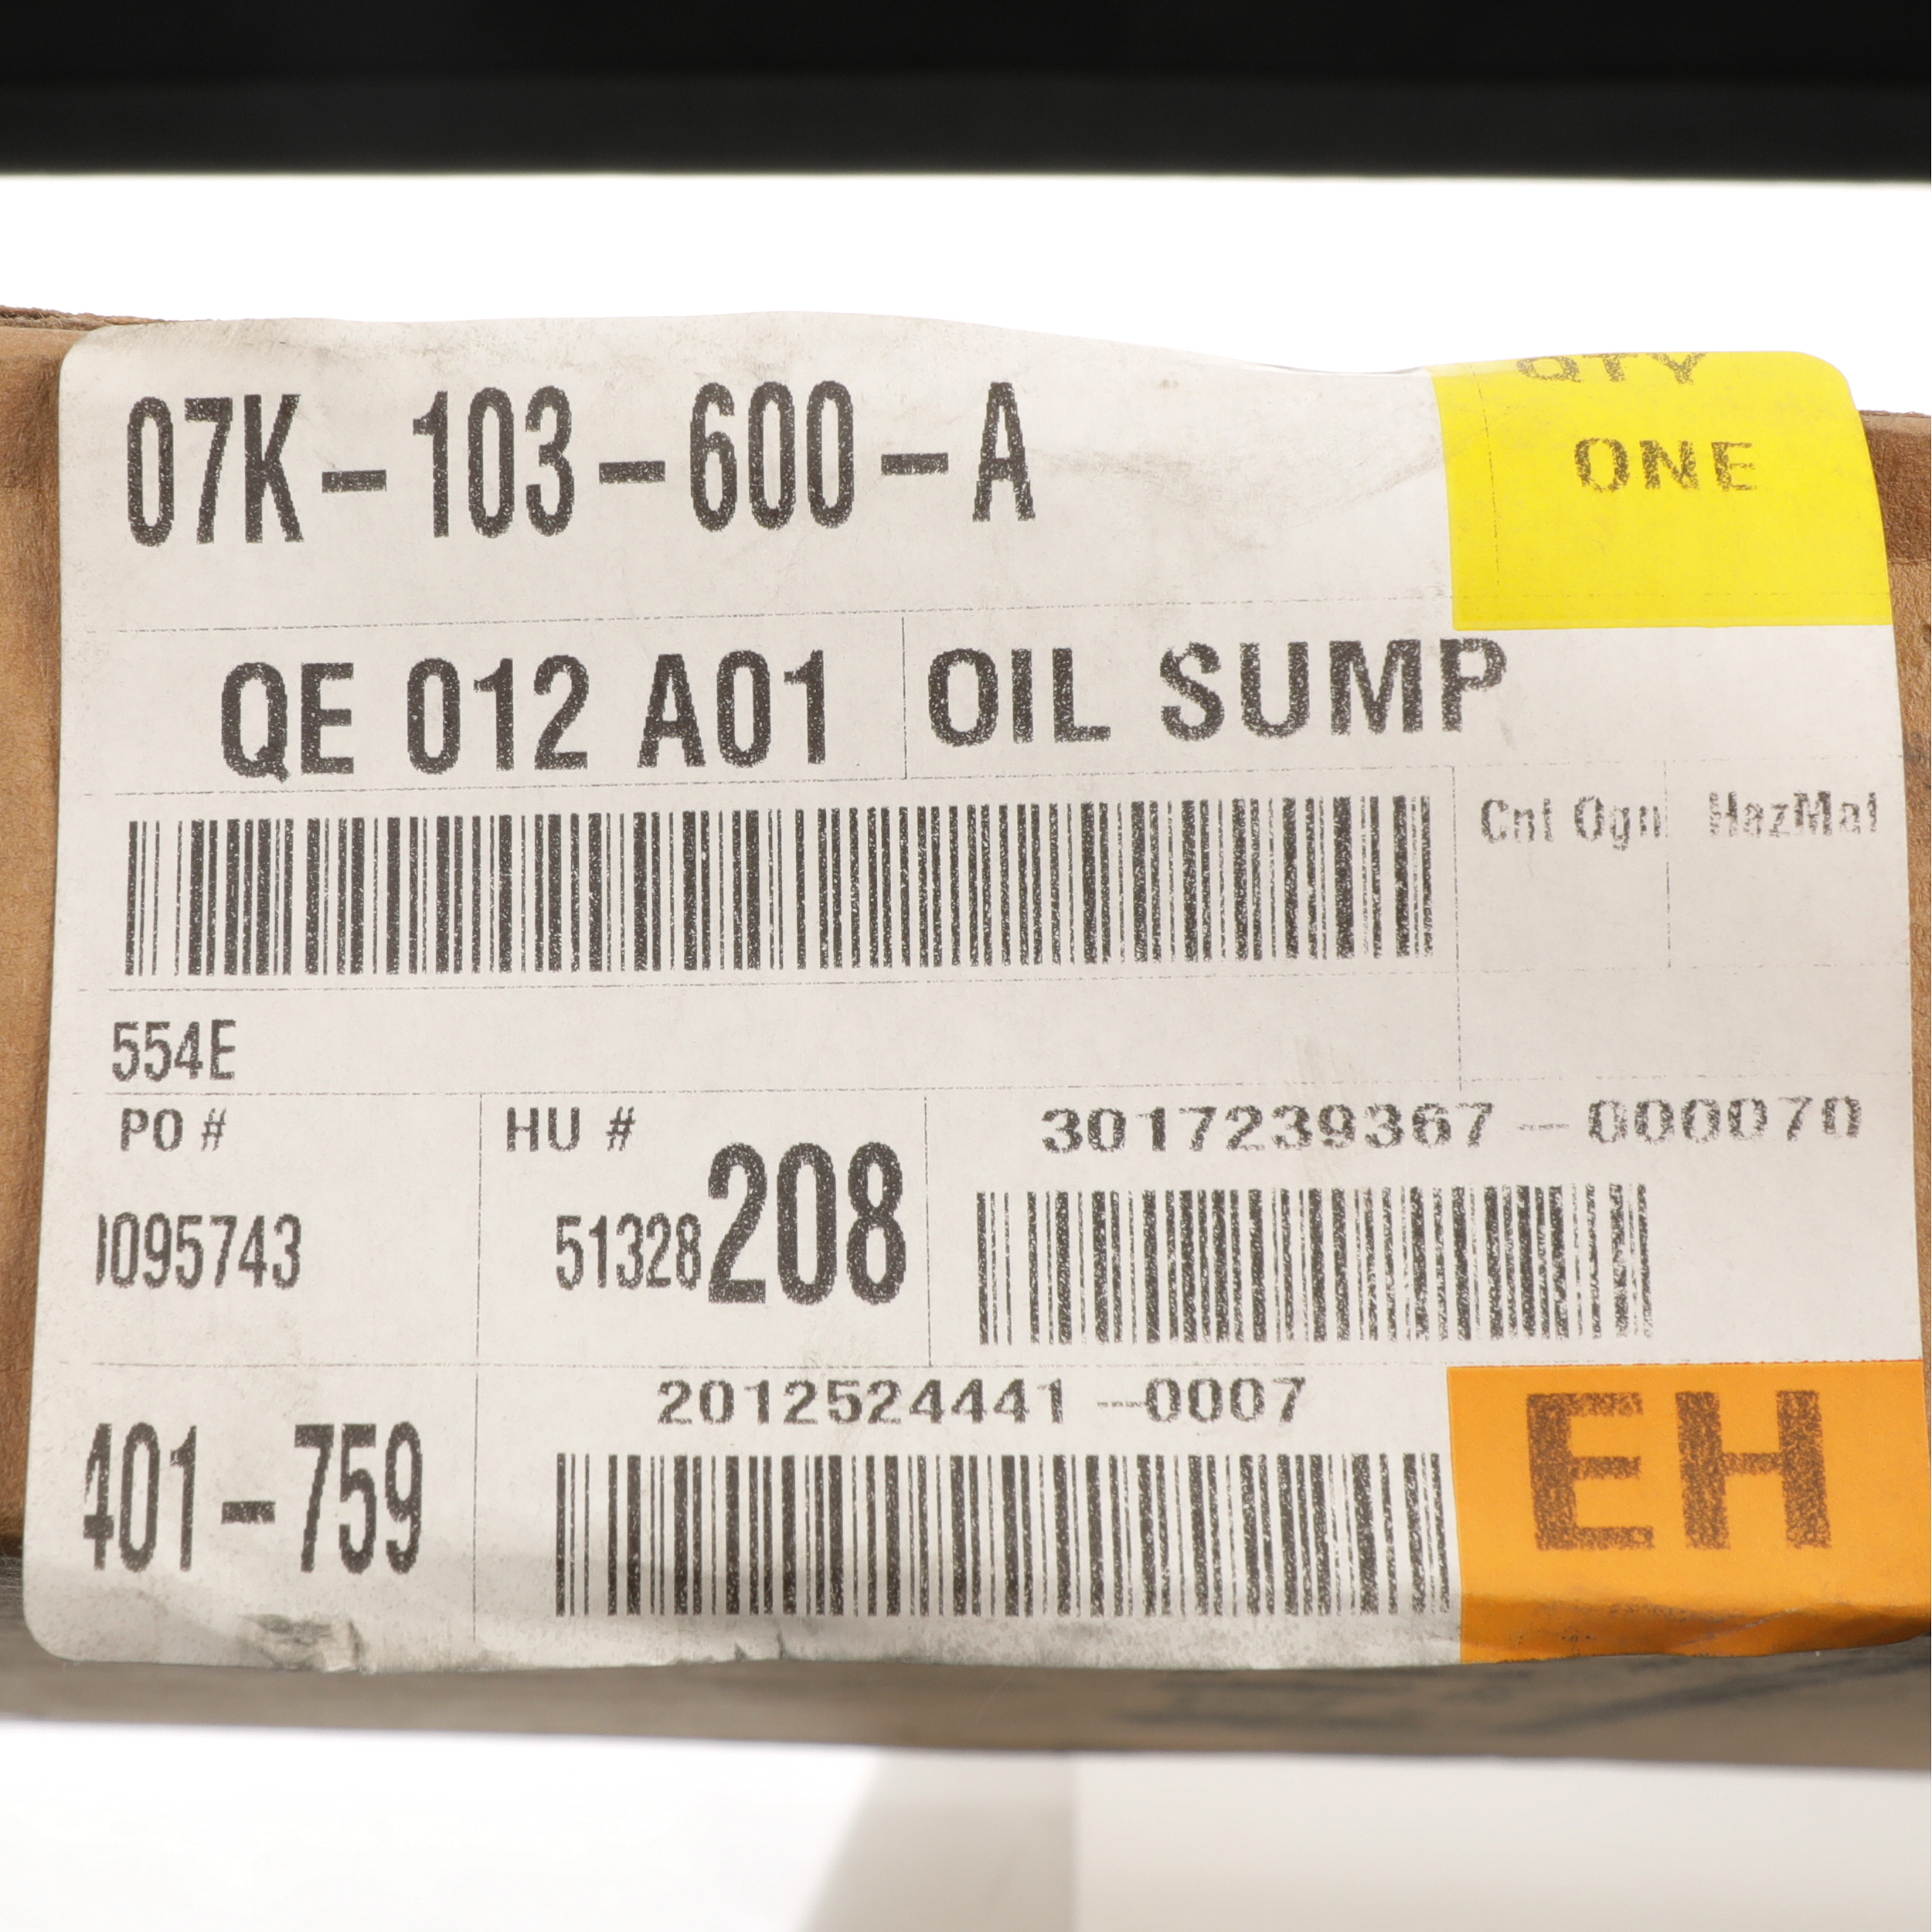 07K-103-600-A
QTY
ONE
QE 012 A01
OIL SUMP
Cnt Ogn
HazMat
554E
PO #
HU #
3017239367-000070
1095743
51328208
2012524441-0007
401-759
EH